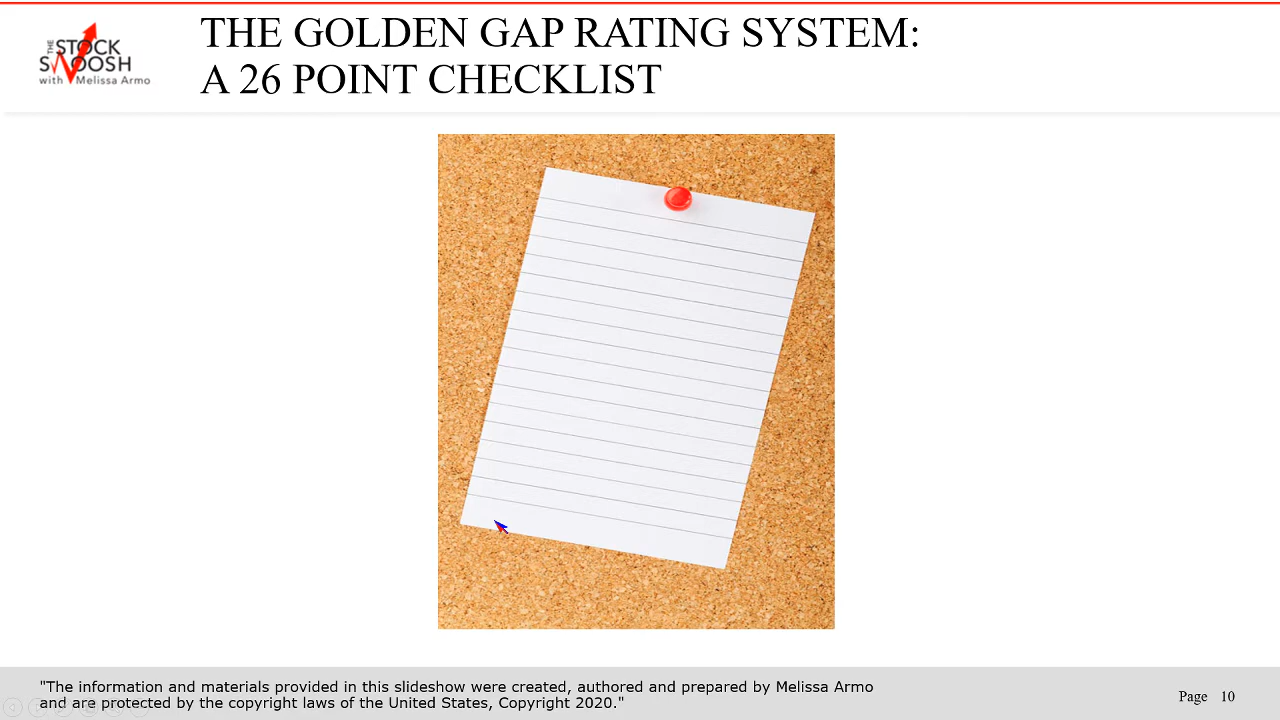 THE GOLDEN GAP RATING SYSTEM:
A 26 POINT CHECKLIST
THE STOCK
SWOOSH
with Melissa Armo
"The information and materials provided in this slideshow were created, authored and prepared by Melissa Armo
and are protected by the copyright laws of the United States, Copyright 2020."
Page 10